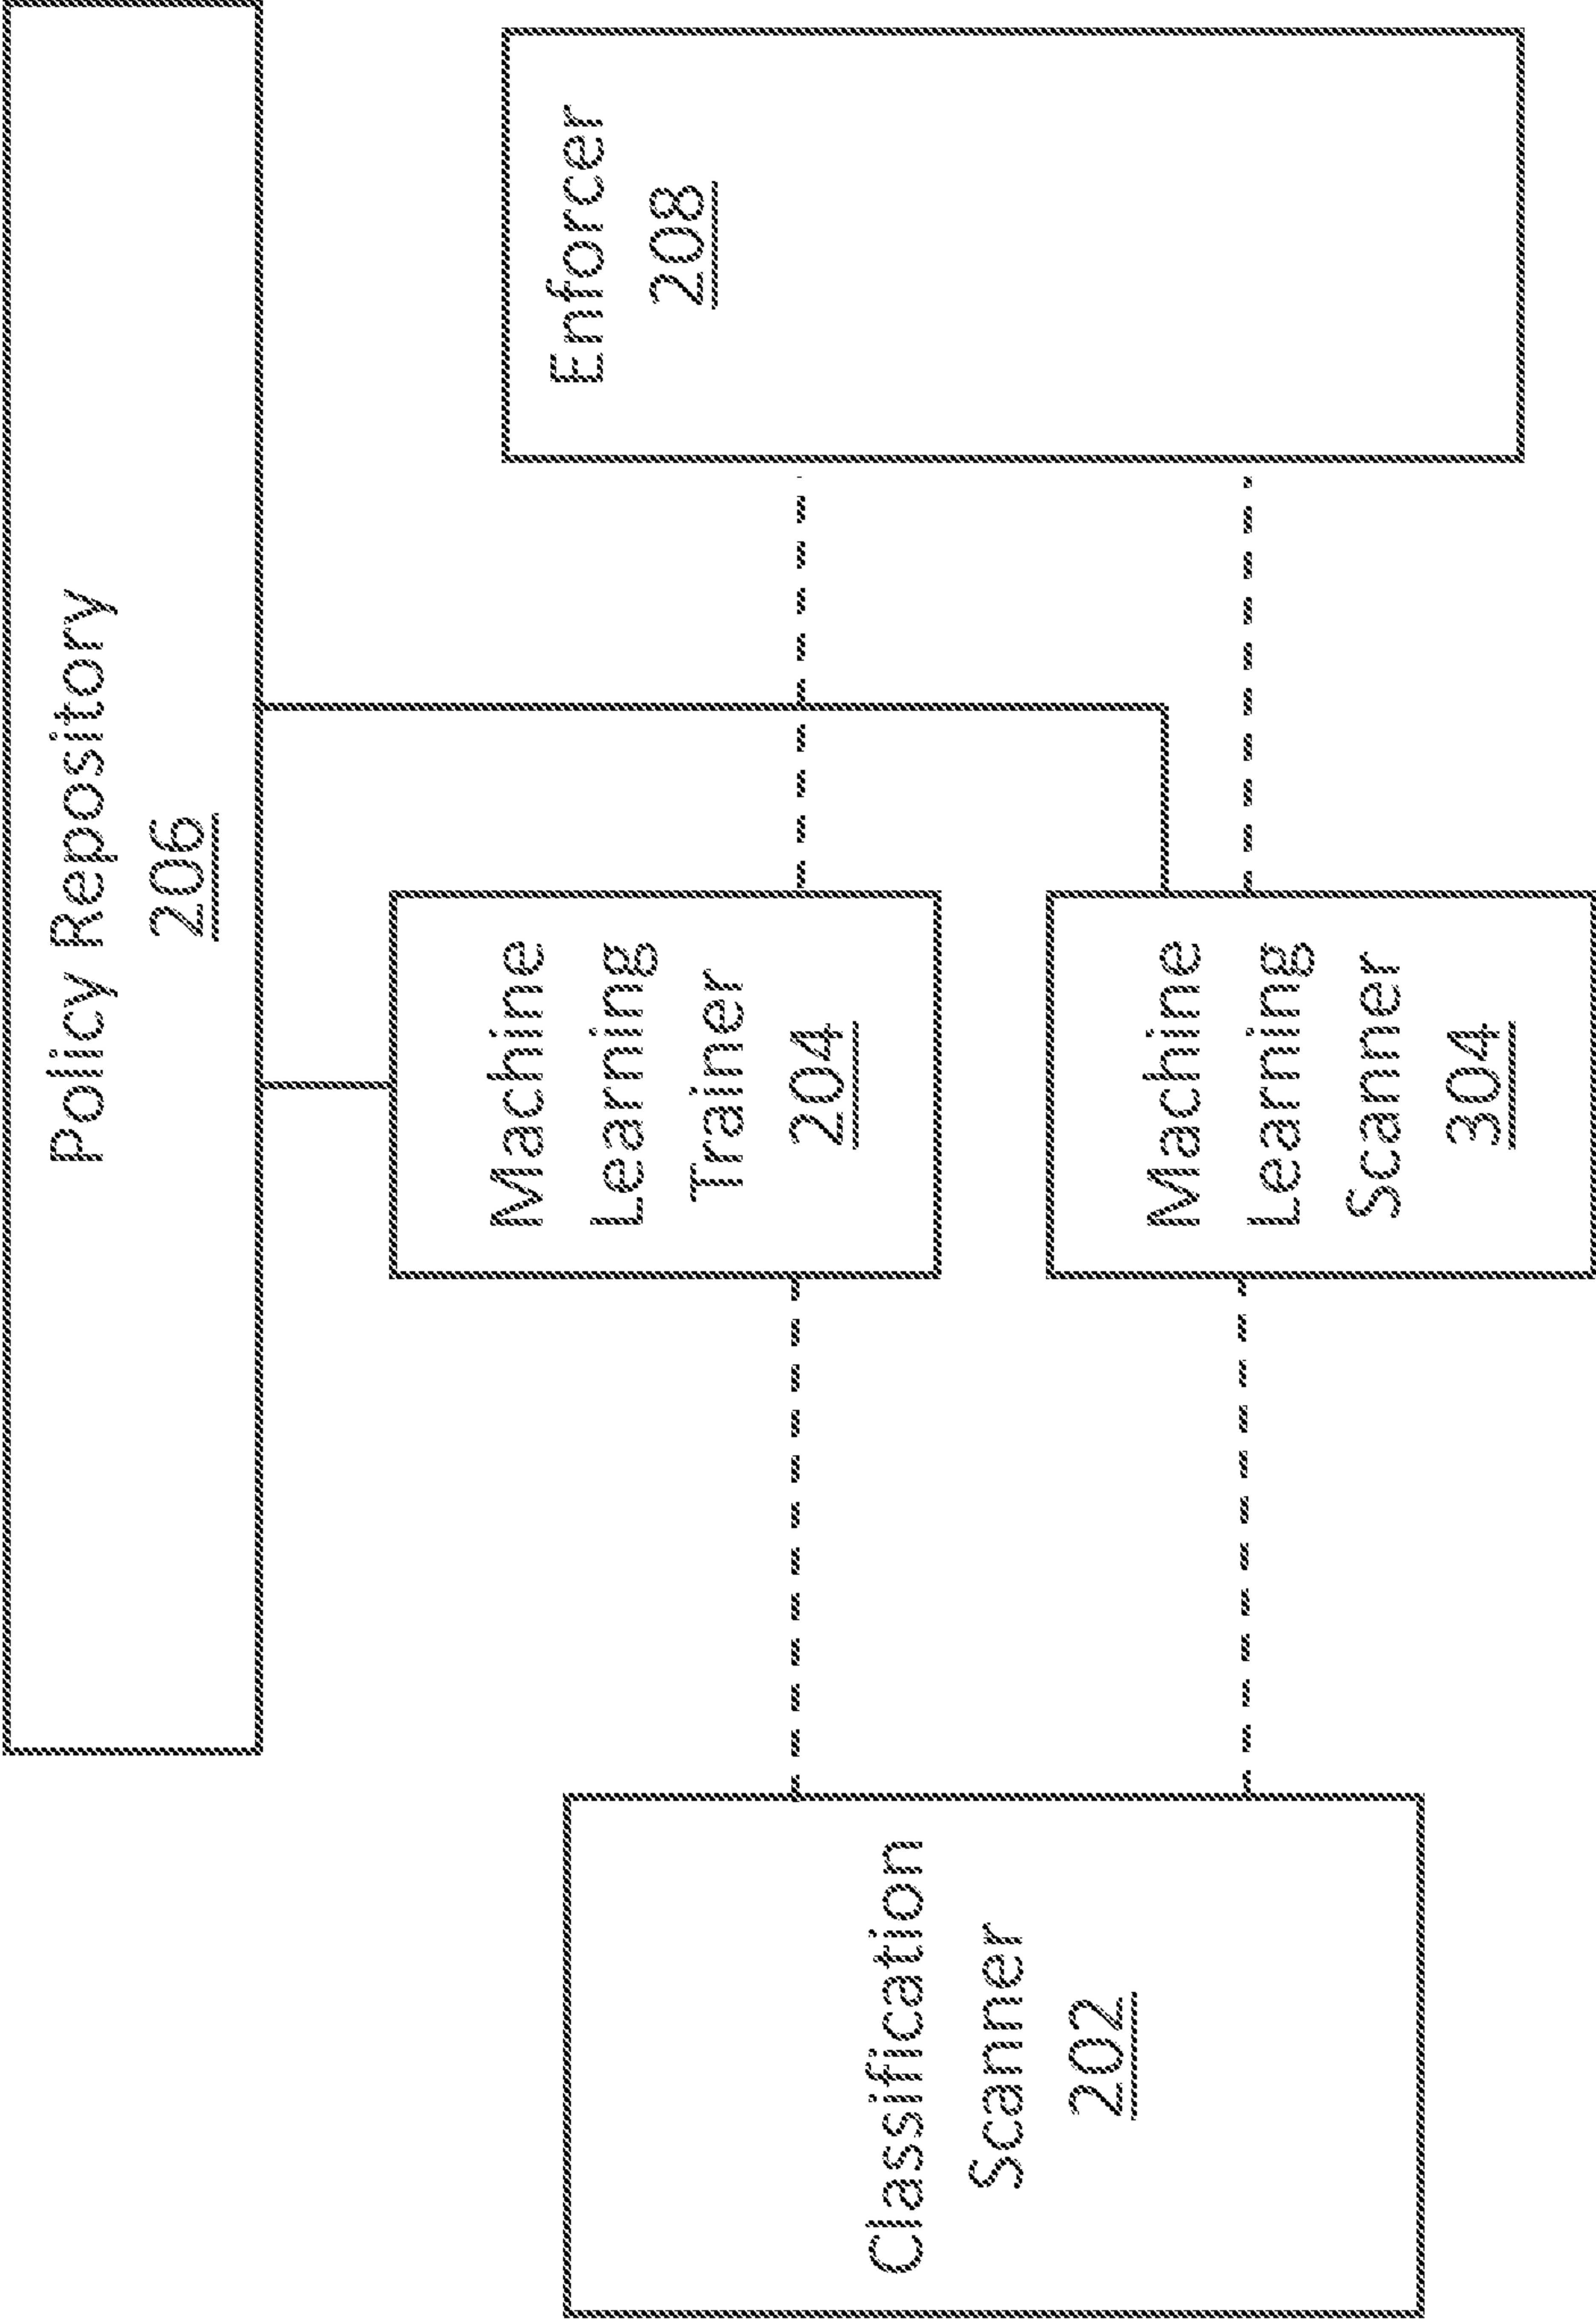 Policy Repository
206
Classification
Scanner
202
Machine
Learning
Trainer
204
Machine
Learning
Scanner
304
Enforcer
208